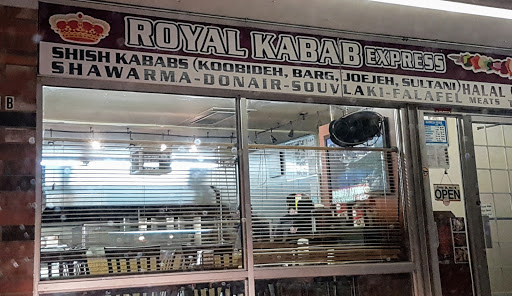 ROYAL KABAB EXPRESS
SHISH KABABS (KOOBIDEH, BARG, JOEJEH, SULTANI) HALAL
SHAWARMA-DONAIR-SOUVLAKI-FALAFEL MEATS
B
OPEN